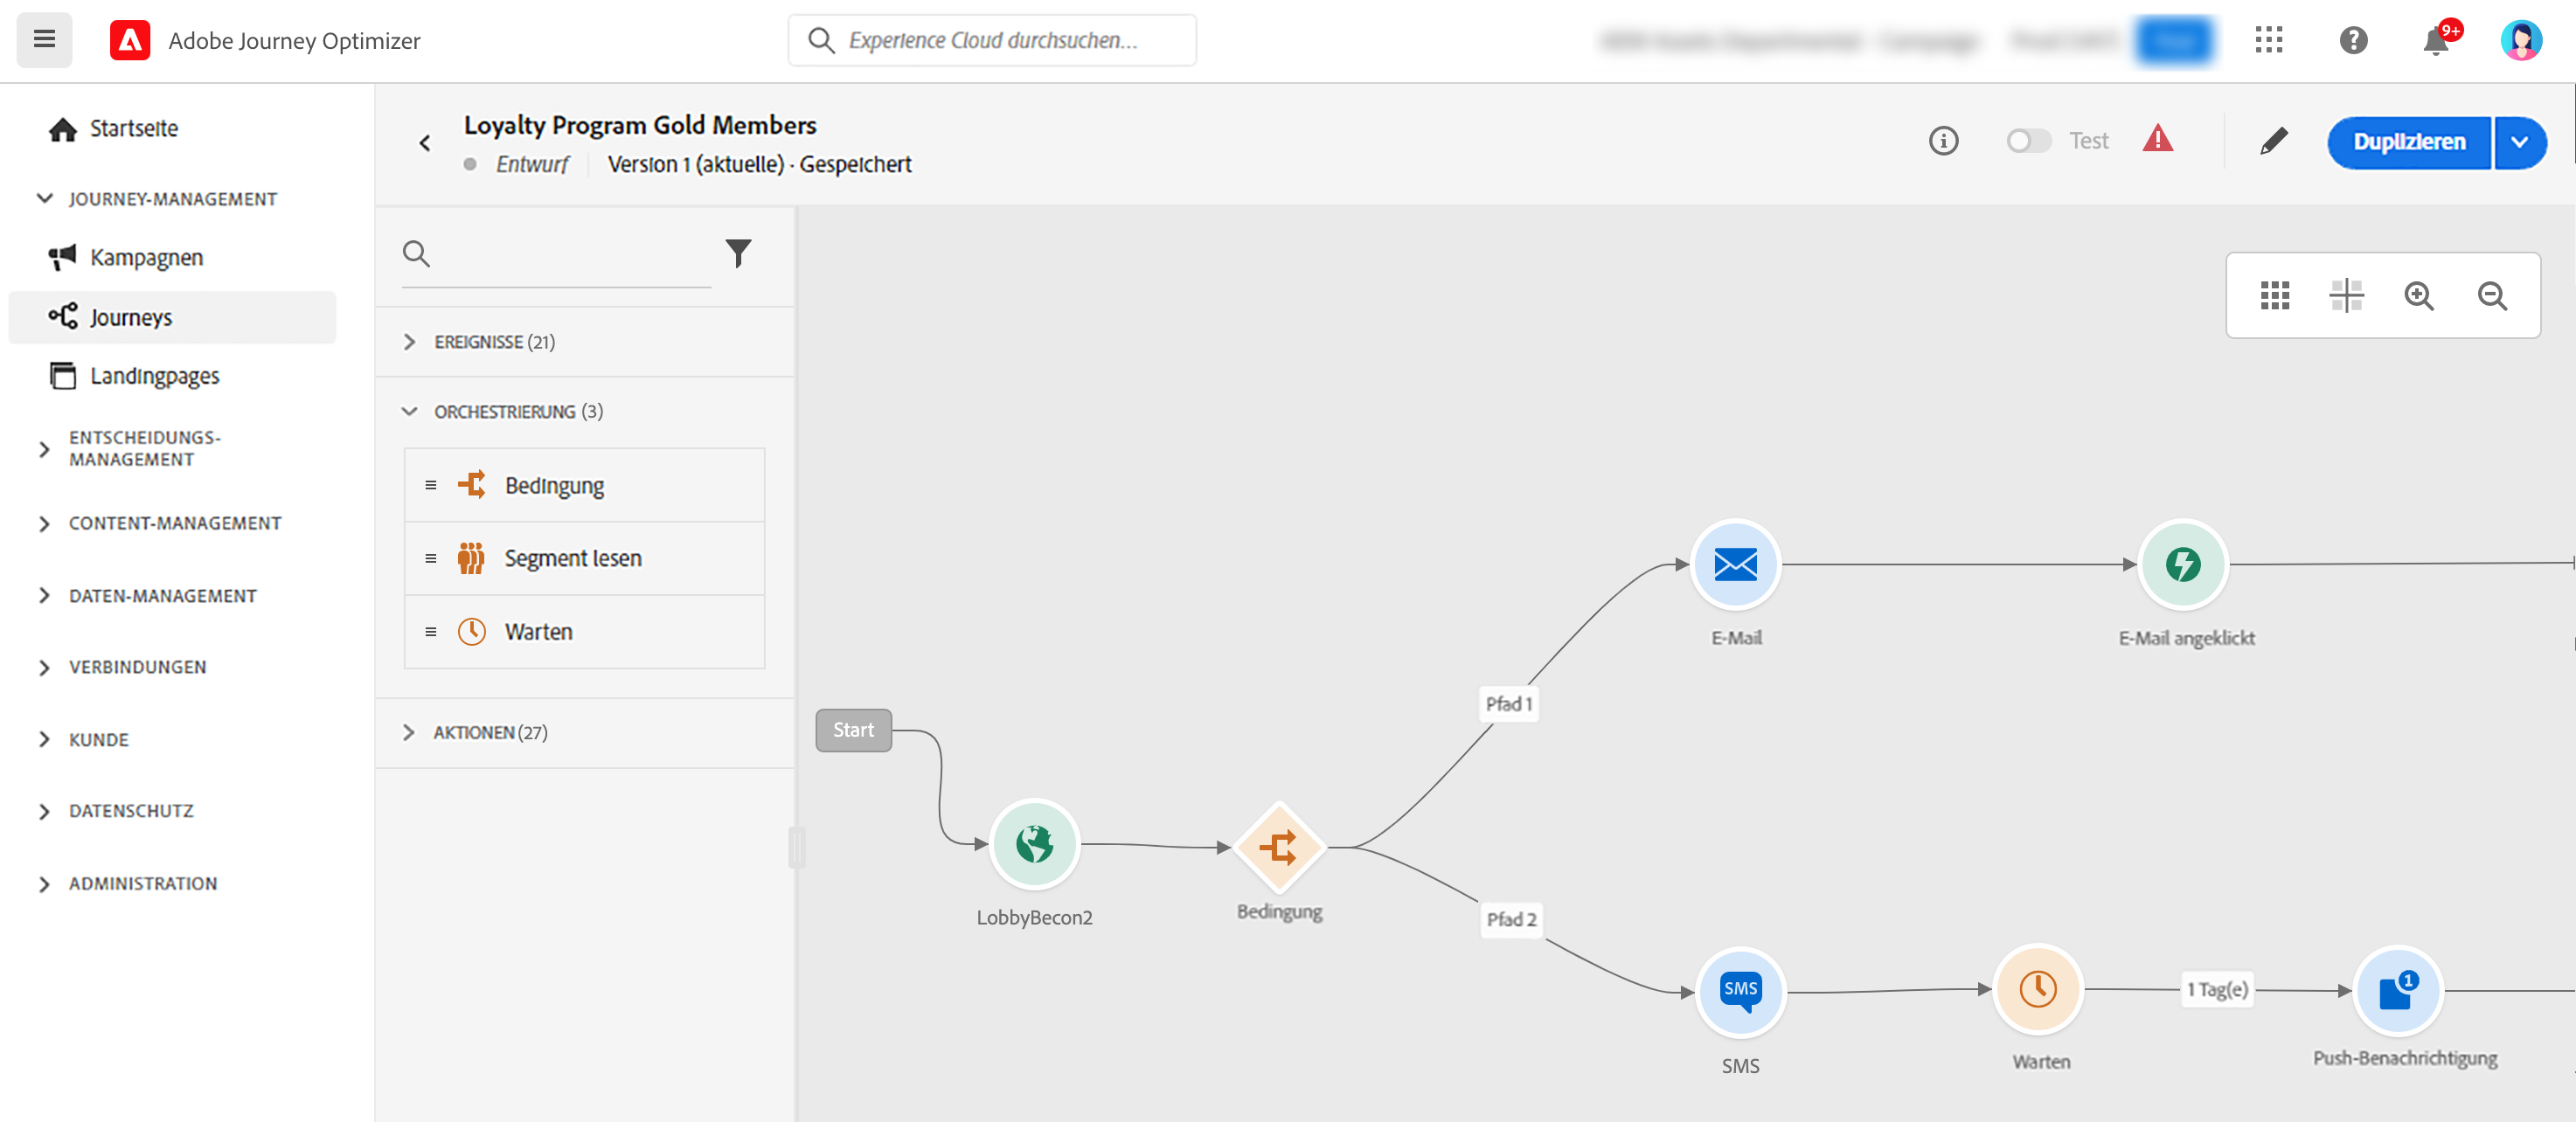 Adobe Journey Optimizer
Experience Cloud durchsuchen...
9+
Startseite
JOURNEY-MANAGEMENT
Kampagnen
Journeys
Landingpages
ENTSCHEIDUNGS-
MANAGEMENT
CONTENT-MANAGEMENT
DATEN-MANAGEMENT
VERBINDUNGEN
KUNDE
DATENSCHUTZ
ADMINISTRATION
Loyalty Program Gold Members
Entwurf
Version 1 (aktuelle) · Gespeichert
Test
Duplizieren
EREIGNISSE (21)
ORCHESTRIERUNG (3)
Bedingung
Segment lesen
Warten
AKTIONEN (27)
Start
LobbyBecon2
Bedingung
Pfad 1
E-Mail
E-Mail angeklickt
Pfad 2
SMS
SMS
Warten
1 Tag(e)
1
Push-Benachrichtigung